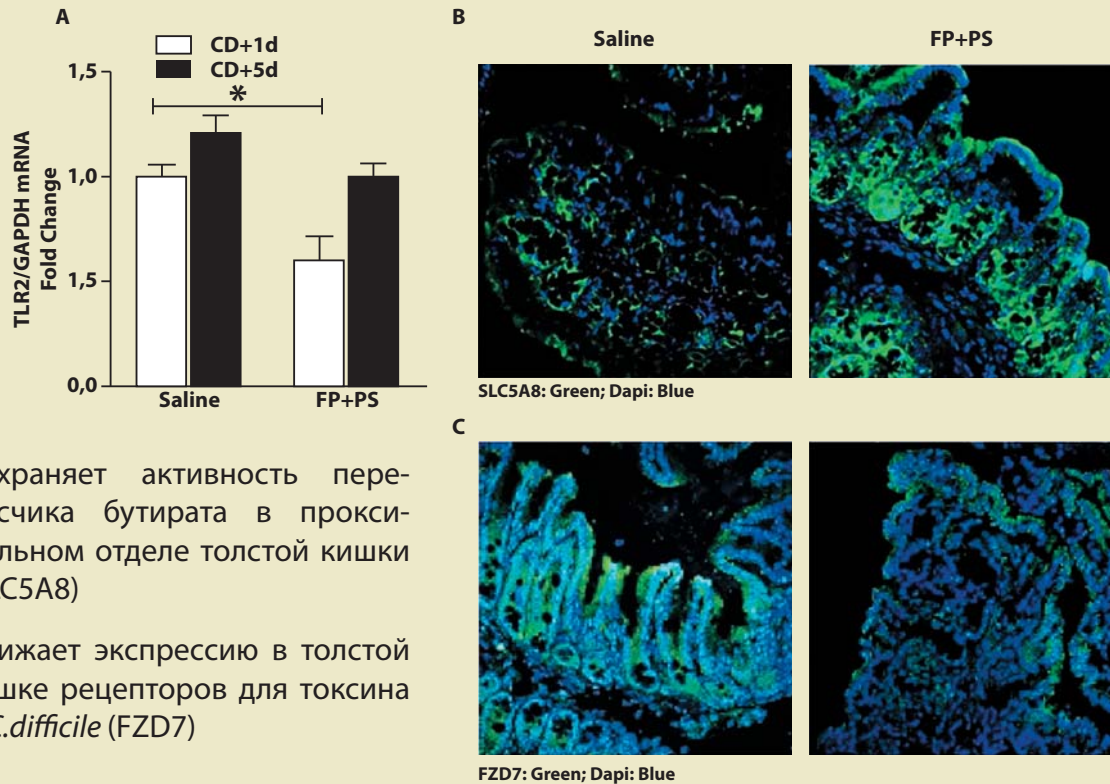 A
CD+1d
CD+5d
*
TLR2/GAPDH mRNA
Fold Change
1,5
1,0
1,5
0,0
Saline
FP+PS
B
Saline
FP+PS
SLC5A8: Green; Dapi: Blue
C
FZD7: Green; Dapi: Blue
храняет активность пере-
счика бутирата в прокси-
льном отделе толстой кишки
C5A8)
ижает экспрессию в толстой
шке рецепторов для токсина
C.difficile (FZD7)